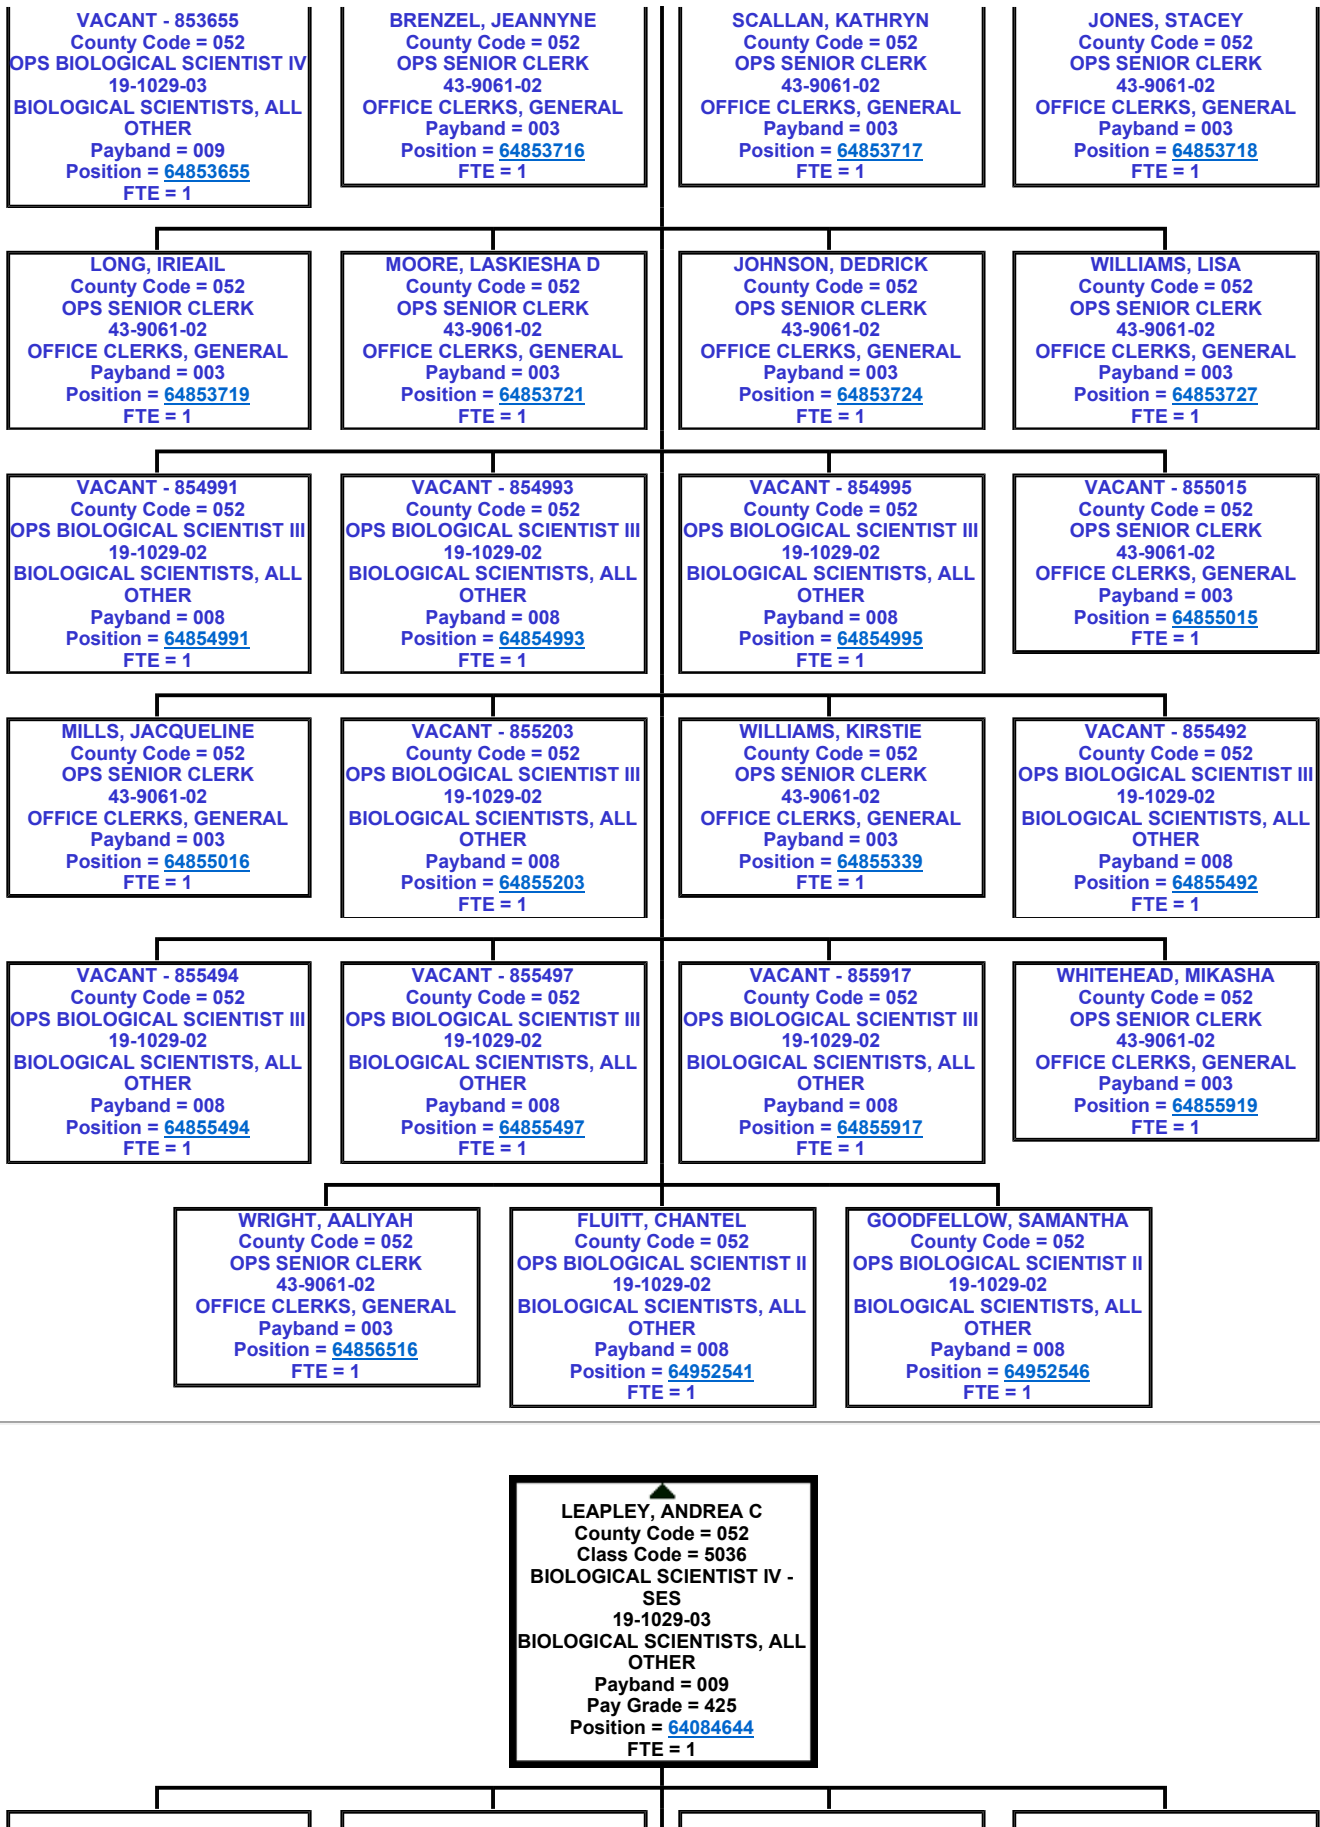 VACANT - 853655
County Code = 052
OPS BIOLOGICAL SCIENTIST IV
19-1029-03
BIOLOGICAL SCIENTISTS, ALL
OTHER
Payband = 009
Position = 64853655
FTE = 1
BRENZEL, JEANNYNE
County Code = 052
OPS SENIOR CLERK
43-9061-02
OFFICE CLERKS, GENERAL
Payband = 003
Position = 64853716
FTE = 1
SCALLAN, KATHRYN
County Code = 052
OPS SENIOR CLERK
43-9061-02
OFFICE CLERKS, GENERAL
Payband = 003
Position = 64853717
FTE = 1
JONES, STACEY
County Code = 052
OPS SENIOR CLERK
43-9061-02
OFFICE CLERKS, GENERAL
Payband = 003
Position = 64853718
FTE = 1
LONG, IRIEAIL
County Code = 052
OPS SENIOR CLERK
43-9061-02
OFFICE CLERKS, GENERAL
Payband = 003
Position = 64853719
FTE = 1
MOORE, LASKIESHA D
County Code = 052
OPS SENIOR CLERK
43-9061-02
OFFICE CLERKS, GENERAL
Payband = 003
Position = 64853721
FTE = 1
JOHNSON, DEDRICK
County Code = 052
OPS SENIOR CLERK
43-9061-02
OFFICE CLERKS, GENERAL
Payband = 003
Position = 64853724
FTE = 1
WILLIAMS, LISA
County Code = 052
OPS SENIOR CLERK
43-9061-02
OFFICE CLERKS, GENERAL
Payband = 003
Position = 64853727
FTE = 1
VACANT - 854991
County Code = 052
OPS BIOLOGICAL SCIENTIST III
19-1029-02
BIOLOGICAL SCIENTISTS, ALL
OTHER
Payband = 008
Position = 64854991
FTE = 1
VACANT - 854993
County Code = 052
OPS BIOLOGICAL SCIENTIST III
19-1029-02
BIOLOGICAL SCIENTISTS, ALL
OTHER
Payband = 008
Position = 64854993
FTE = 1
VACANT - 854995
County Code = 052
OPS BIOLOGICAL SCIENTIST III
19-1029-02
BIOLOGICAL SCIENTISTS, ALL
OTHER
Payband = 008
Position = 64854995
FTE = 1
VACANT - 855015
County Code = 052
OPS SENIOR CLERK
43-9061-02
OFFICE CLERKS, GENERAL
Payband = 003
Position = 64855015
FTE = 1
MILLS, JACQUELINE
County Code = 052
OPS SENIOR CLERK
43-9061-02
OFFICE CLERKS, GENERAL
Payband = 003
Position = 64855016
FTE = 1
VACANT - 855203
County Code = 052
OPS BIOLOGICAL SCIENTIST III
19-1029-02
BIOLOGICAL SCIENTISTS, ALL
OTHER
Payband = 008
Position = 64855203
FTE = 1
WILLIAMS, KIRSTIE
County Code = 052
OPS SENIOR CLERK
43-9061-02
OFFICE CLERKS, GENERAL
Payband = 003
Position = 64855339
FTE = 1
VACANT - 855492
County Code = 052
OPS BIOLOGICAL SCIENTIST III
19-1029-02
BIOLOGICAL SCIENTISTS, ALL
OTHER
Payband = 008
Position = 64855492
FTE = 1
VACANT - 855494
County Code = 052
OPS BIOLOGICAL SCIENTIST III
19-1029-02
BIOLOGICAL SCIENTISTS, ALL
OTHER
Payband = 008
Position = 64855494
FTE = 1
VACANT - 855497
County Code = 052
OPS BIOLOGICAL SCIENTIST III
19-1029-02
BIOLOGICAL SCIENTISTS, ALL
OTHER
Payband = 008
Position = 64855497
FTE = 1
VACANT - 855917
County Code = 052
OPS BIOLOGICAL SCIENTIST III
19-1029-02
BIOLOGICAL SCIENTISTS, ALL
OTHER
Payband = 008
Position = 64855917
FTE = 1
WHITEHEAD, MIKASHA
County Code = 052
OPS SENIOR CLERK
43-9061-02
OFFICE CLERKS, GENERAL
Payband = 003
Position = 64855919
FTE = 1
WRIGHT, AALIYAH
County Code = 052
OPS SENIOR CLERK
43-9061-02
OFFICE CLERKS, GENERAL
Payband = 003
Position = 64856516
FTE = 1
FLUITT, CHANTEL
County Code = 052
OPS BIOLOGICAL SCIENTIST II
19-1029-02
BIOLOGICAL SCIENTISTS, ALL
OTHER
Payband = 008
Position = 64952541
FTE = 1
GOODFELLOW, SAMANTHA
County Code = 052
OPS BIOLOGICAL SCIENTIST II
19-1029-02
BIOLOGICAL SCIENTISTS, ALL
OTHER
Payband = 008
Position = 64952546
FTE = 1
LEAPLEY, ANDREA C
County Code = 052
Class Code = 5036
BIOLOGICAL SCIENTIST IV -
SES
19-1029-03
BIOLOGICAL SCIENTISTS, ALL
OTHER
Payband = 009
Pay Grade = 425
Position = 64084644
FTE = 1